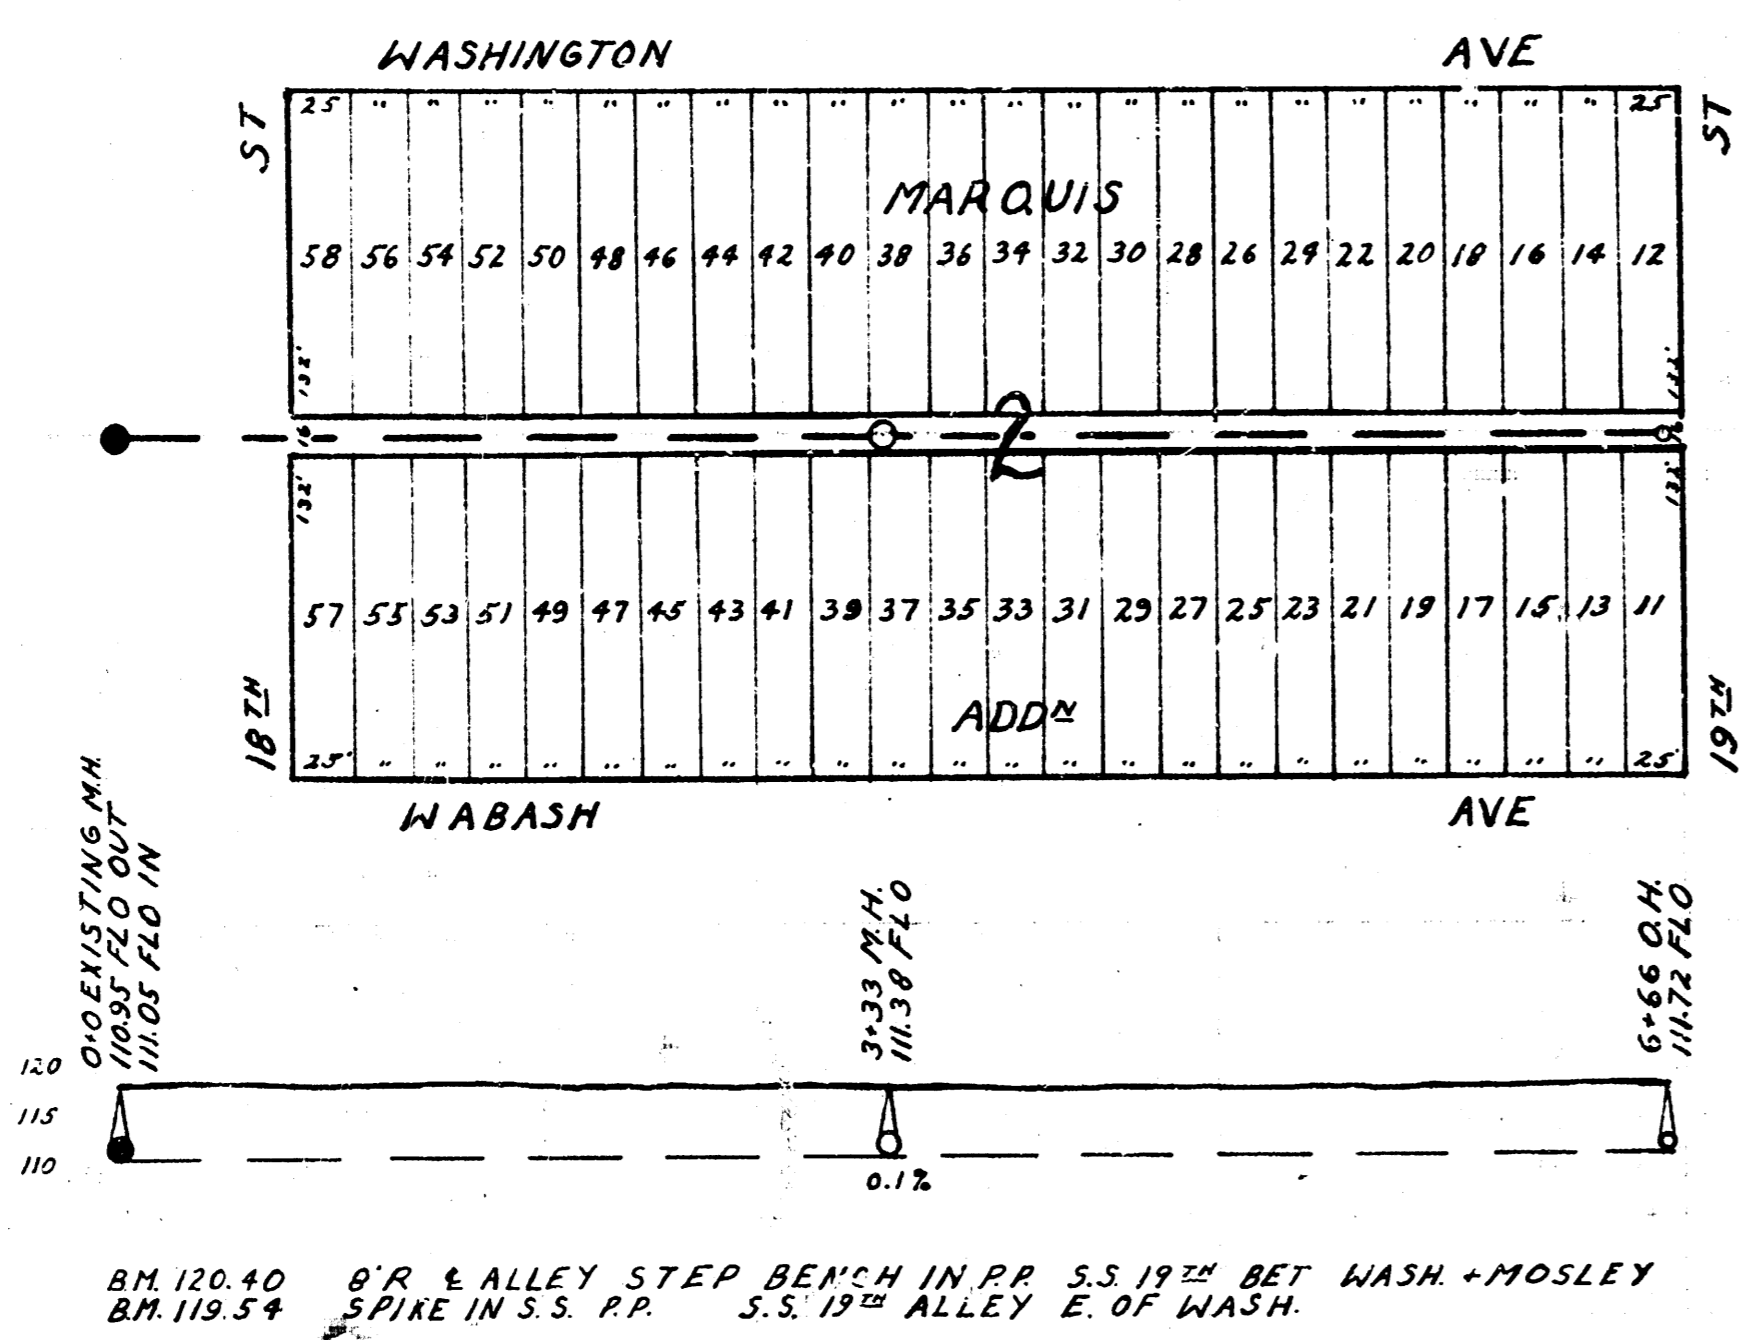 WASHINGTON AVE
ST
ST
25 " " " " " " " " " " " " " " " " " " " " " " 25
MARQUIS
58 56 54 52 50 48 46 44 42 40 38 36 34 32 30 28 26 24 22 20 18 16 14 12
132' 132'
16 2 16
132' 132'
57 55 53 51 49 47 45 43 41 39 37 35 33 31 29 27 25 23 21 19 17 15 13 11
18TH
19TH
ADDN
25' " " " " " " " " " " " " " " " " " " " " " " 25'
WABASH AVE
0+0 EXISTING M.H.
110.95 FLO OUT
111.05 FLO IN
3+33 M.H.
111.38 FLO
6+66 O.H.
111.72 FLO
120
115
110
0.1%
B.M. 120.40 8'R ℄ ALLEY STEP BENCH IN P.P. S.S. 19TH BET WASH. + MOSLEY
B.M. 119.54 SPIKE IN S.S. P.P. S.S. 19TH ALLEY E. OF WASH.